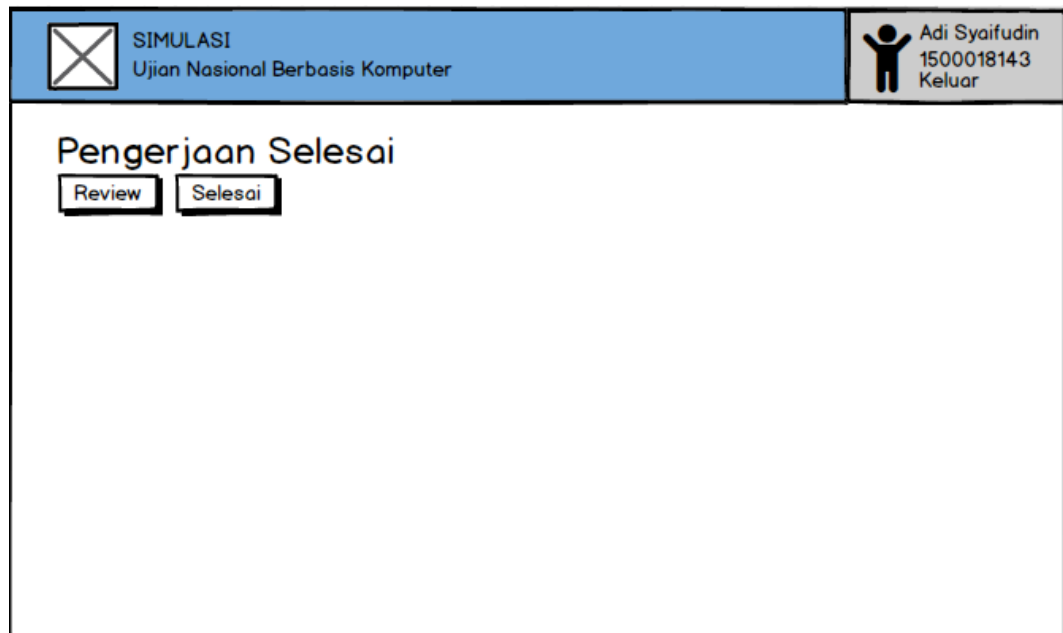 SIMULASI
Ujian Nasional Berbasis Komputer
Adi Syaifudin
1500018143
Keluar
Pengerjaan Selesai
Review
Selesai